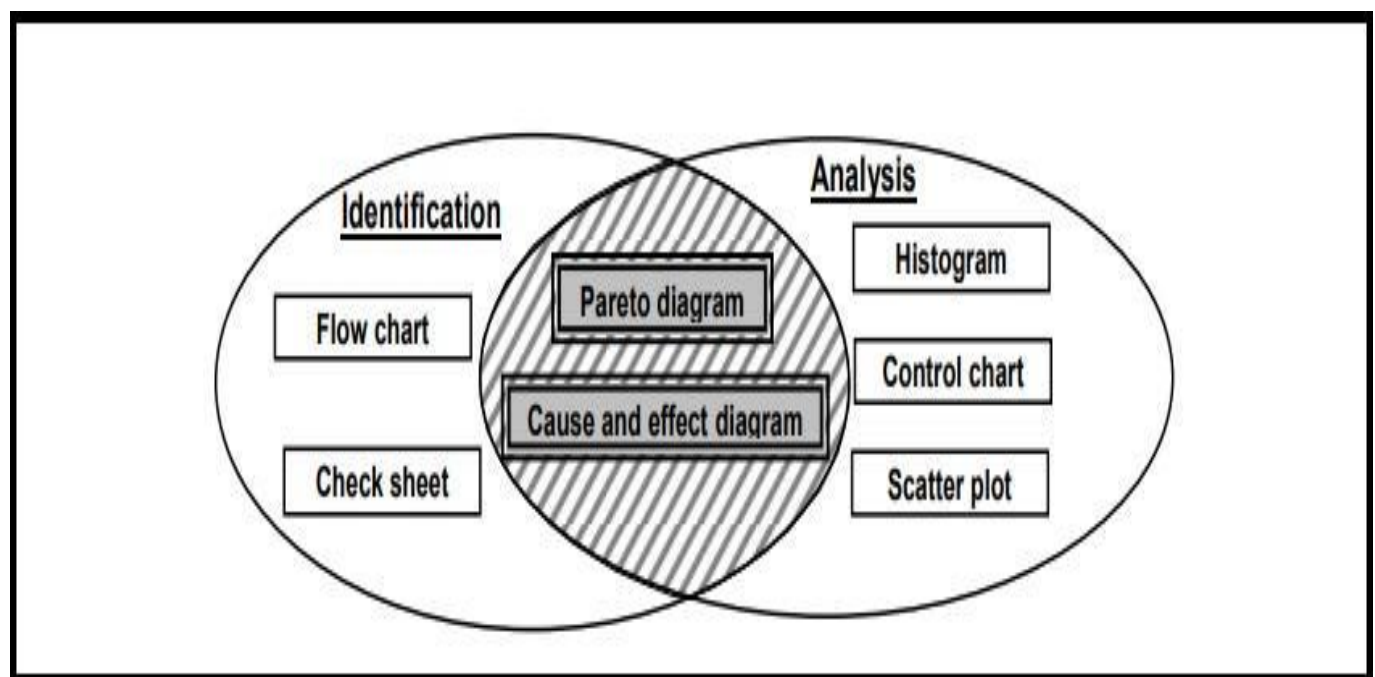 Identification
Flow chart
Check sheet
Pareto diagram
Cause and effect diagram
Analysis
Histogram
Control chart
Scatter plot